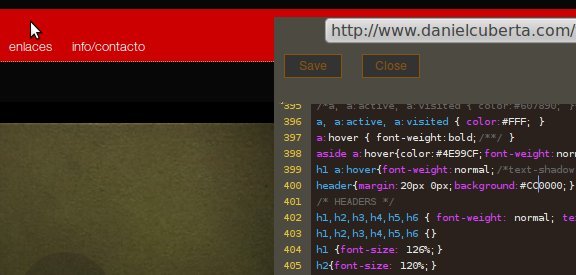 enlaces info/contacto
http://www.danielcuberta.com/
Save Close
395 /*a, a:active, a:visited { color:#607890; }
396 a, a:active, a:visited { color:#FFF; }
397 a:hover { font-weight:bold;/**/ }
398 aside a:hover{color:#4E99CF;font-weight:nor
399 h1 a:hover{font-weight:normal;/*text-shadow
400 header{margin:20px 0px;background:#CC0000;}
401 /* HEADERS */
402 h1,h2,h3,h4,h5,h6 { font-weight: normal; te
403 h1,h2,h3,h4,h5,h6 {}
404 h1 {font-size: 126%;}
405 h2{font-size: 120%;}